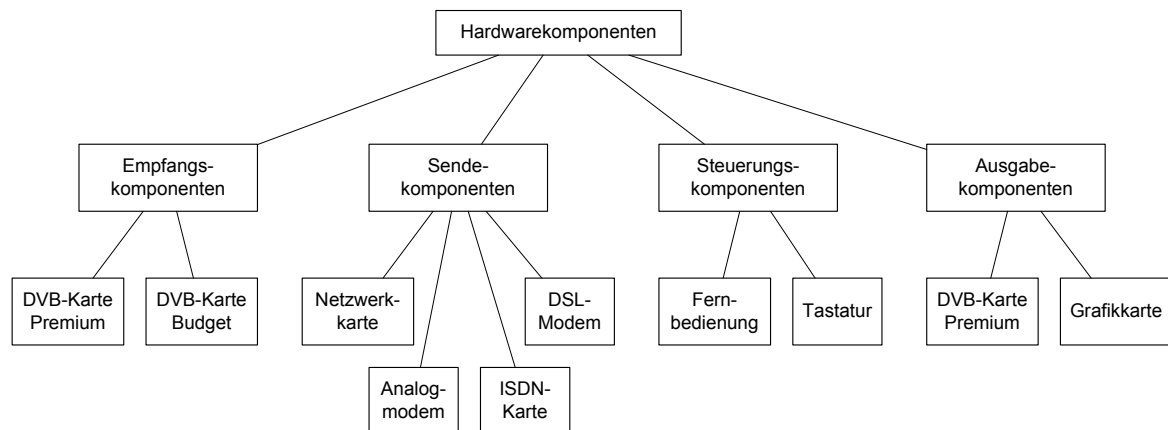 Hardwarekomponenten
Empfangs-
komponenten
Sende-
komponenten
Steuerungs-
komponenten
Ausgabe-
komponenten
DVB-Karte
Premium
DVB-Karte
Budget
Netzwerk-
karte
DSL-
Modem
Fern-
bedienung
Tastatur
DVB-Karte
Premium
Grafikkarte
Analog-
modem
ISDN-
Karte